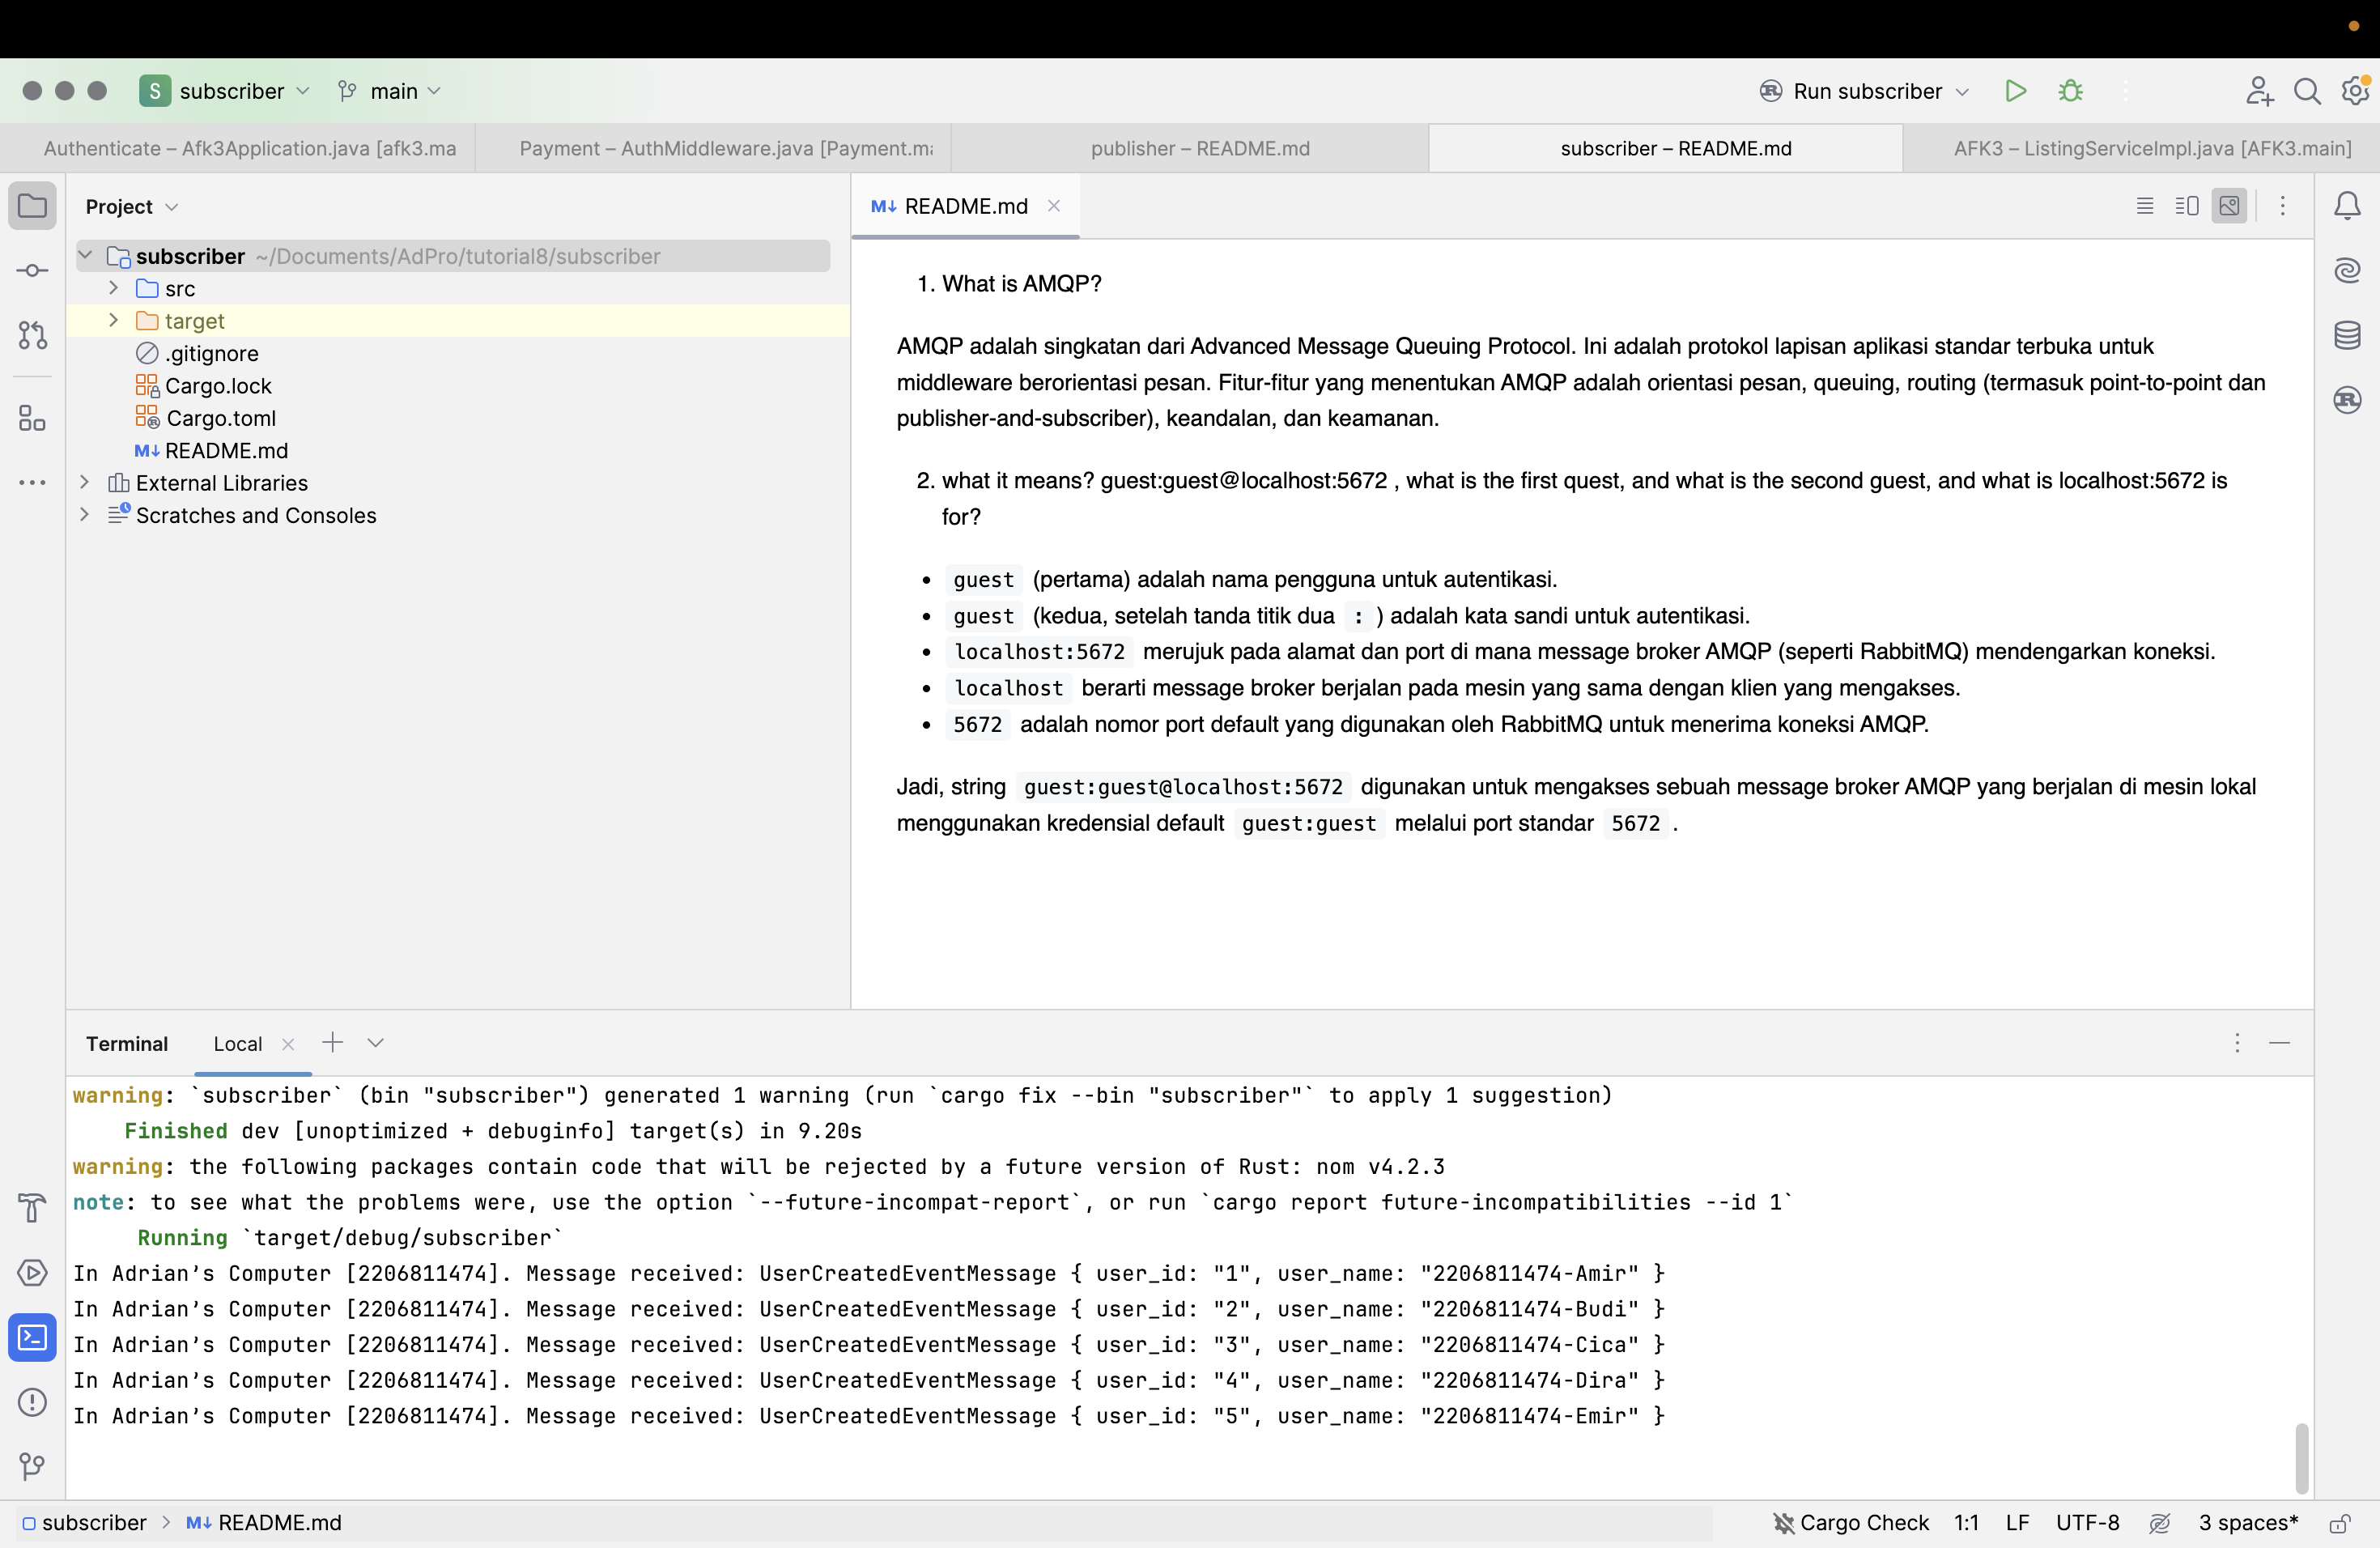 S subscriber main Run subscriber
Authenticate – Afk3Application.java [afk3.ma
Payment – AuthMiddleware.java [Payment.ma
publisher – README.md
subscriber – README.md
AFK3 – ListingServiceImpl.java [AFK3.main]
Project
subscriber ~/Documents/AdPro/tutorial8/subscriber
src
target
.gitignore
Cargo.lock
Cargo.toml
M↓ README.md
External Libraries
Scratches and Consoles
M↓ README.md
1. What is AMQP?
AMQP adalah singkatan dari Advanced Message Queuing Protocol. Ini adalah protokol lapisan aplikasi standar terbuka untuk
middleware berorientasi pesan. Fitur-fitur yang menentukan AMQP adalah orientasi pesan, queuing, routing (termasuk point-to-point dan
publisher-and-subscriber), keandalan, dan keamanan.
2. what it means? guest:guest@localhost:5672 , what is the first quest, and what is the second guest, and what is localhost:5672 is
for?
• guest (pertama) adalah nama pengguna untuk autentikasi.
• guest (kedua, setelah tanda titik dua : ) adalah kata sandi untuk autentikasi.
• localhost:5672 merujuk pada alamat dan port di mana message broker AMQP (seperti RabbitMQ) mendengarkan koneksi.
• localhost berarti message broker berjalan pada mesin yang sama dengan klien yang mengakses.
• 5672 adalah nomor port default yang digunakan oleh RabbitMQ untuk menerima koneksi AMQP.
Jadi, string guest:guest@localhost:5672 digunakan untuk mengakses sebuah message broker AMQP yang berjalan di mesin lokal
menggunakan kredensial default guest:guest melalui port standar 5672 .
Terminal Local
warning: `subscriber` (bin "subscriber") generated 1 warning (run `cargo fix --bin "subscriber"` to apply 1 suggestion)
Finished dev [unoptimized + debuginfo] target(s) in 9.20s
warning: the following packages contain code that will be rejected by a future version of Rust: nom v4.2.3
note: to see what the problems were, use the option `--future-incompat-report`, or run `cargo report future-incompatibilities --id 1`
Running `target/debug/subscriber`
In Adrian’s Computer [2206811474]. Message received: UserCreatedEventMessage { user_id: "1", user_name: "2206811474-Amir" }
In Adrian’s Computer [2206811474]. Message received: UserCreatedEventMessage { user_id: "2", user_name: "2206811474-Budi" }
In Adrian’s Computer [2206811474]. Message received: UserCreatedEventMessage { user_id: "3", user_name: "2206811474-Cica" }
In Adrian’s Computer [2206811474]. Message received: UserCreatedEventMessage { user_id: "4", user_name: "2206811474-Dira" }
In Adrian’s Computer [2206811474]. Message received: UserCreatedEventMessage { user_id: "5", user_name: "2206811474-Emir" }
subscriber > M↓ README.md Cargo Check 1:1 LF UTF-8 3 spaces*